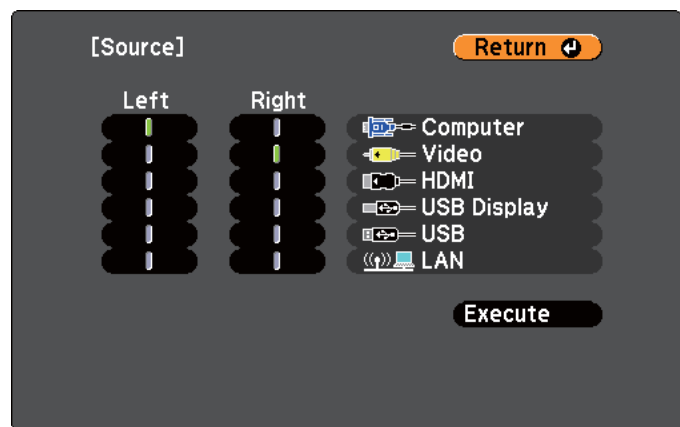 [Source]
Return
Left Right
Computer
Video
HDMI
USB Display
USB
LAN
Execute